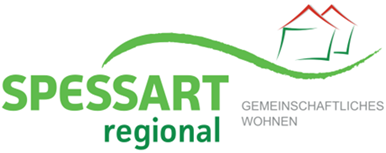 SPESSART
regional
GEMEINSCHAFTLICHES
WOHNEN